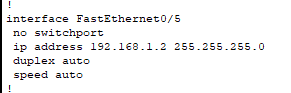 !
interface FastEthernet0/5
 no switchport
 ip address 192.168.1.2 255.255.255.0
 duplex auto
 speed auto
!